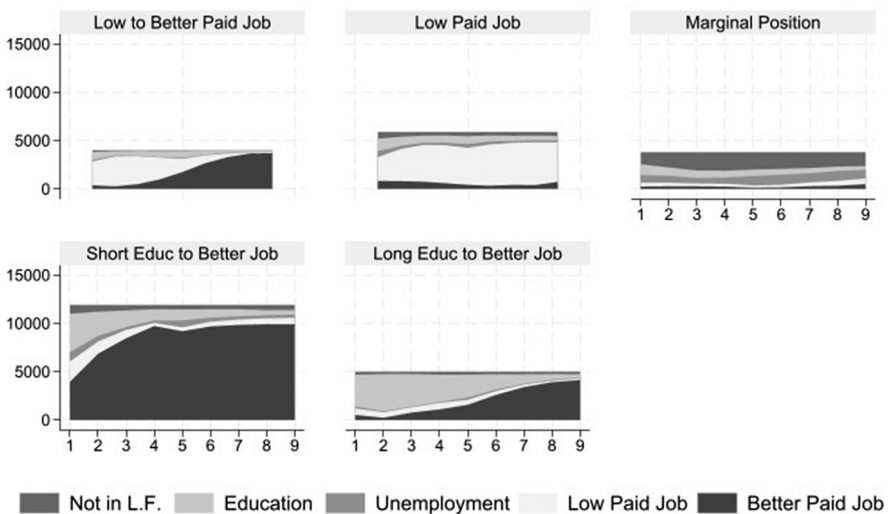 Low to Better Paid Job
Low Paid Job
Marginal Position
15000
10000
5000
0
1 2 3 4 5 6 7 8 9
Short Educ to Better Job
Long Educ to Better Job
15000
10000
5000
0
1 2 3 4 5 6 7 8 9
1 2 3 4 5 6 7 8 9
Not in L.F.
Education
Unemployment
Low Paid Job
Better Paid Job